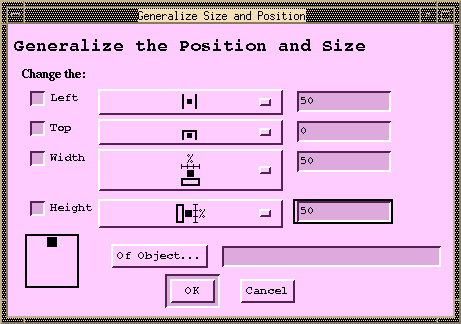 Generalize Size and Position
Generalize the Position and Size
Change the:
Left 50
Top 0
Width % 50
Height % 50
Of Object...
OK Cancel